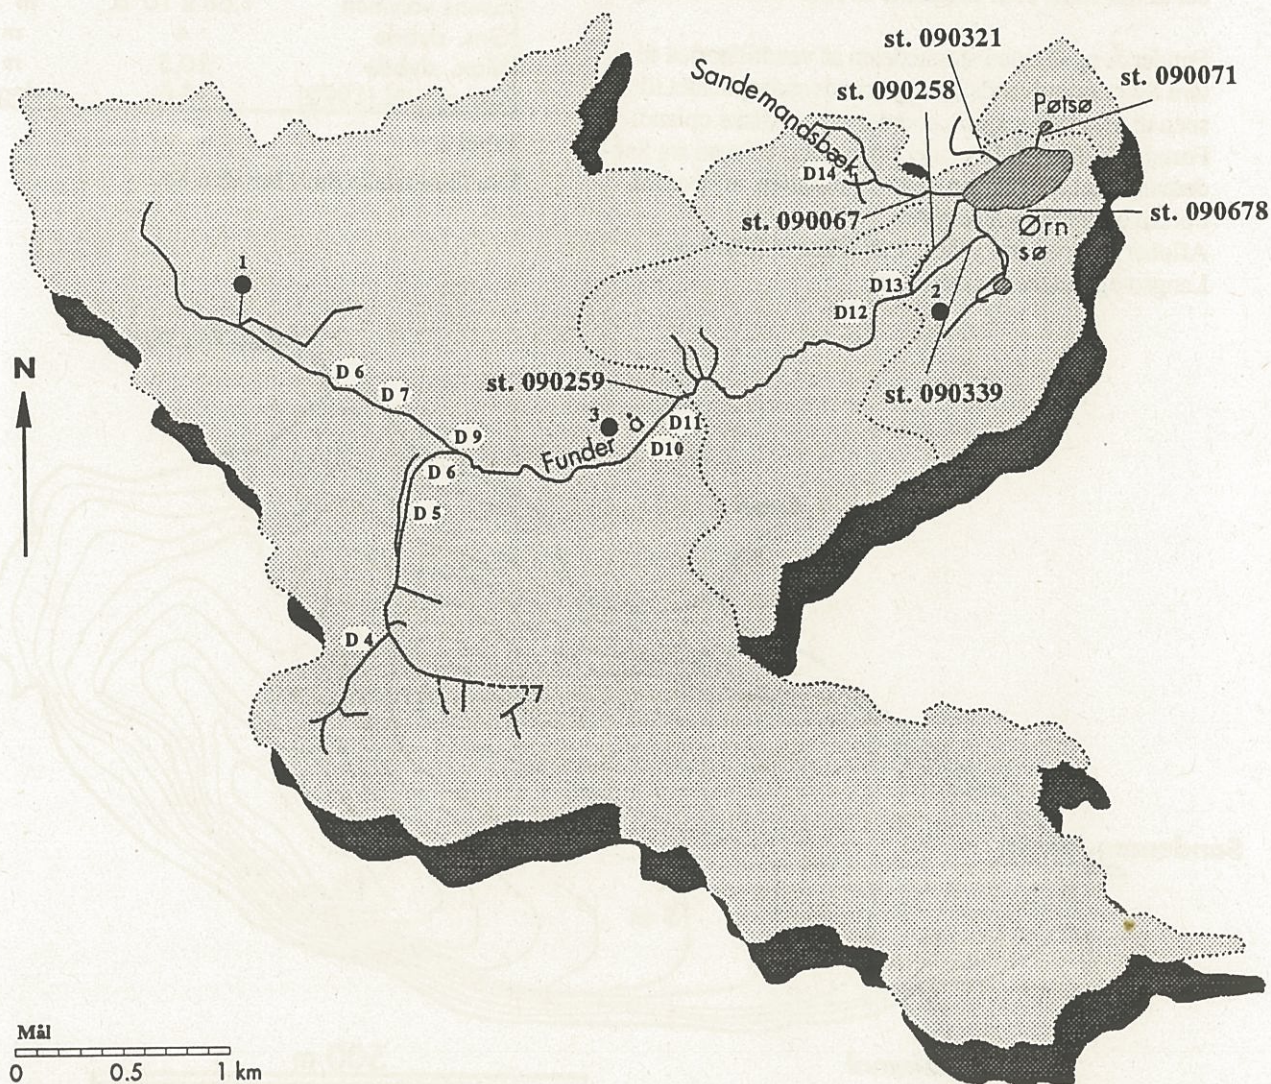 st. 090321
st. 090071
st. 090258
Sandemandsbæk
Pøtsø
D14
st. 090067
st. 090678
Ørn
sø
1
D13
2
D12
N
D 6
st. 090259
st. 090339
D 7
3
å
D11
D 9
Funder
D10
D 6
D 5
D 4
Mål
0 0.5 1 km